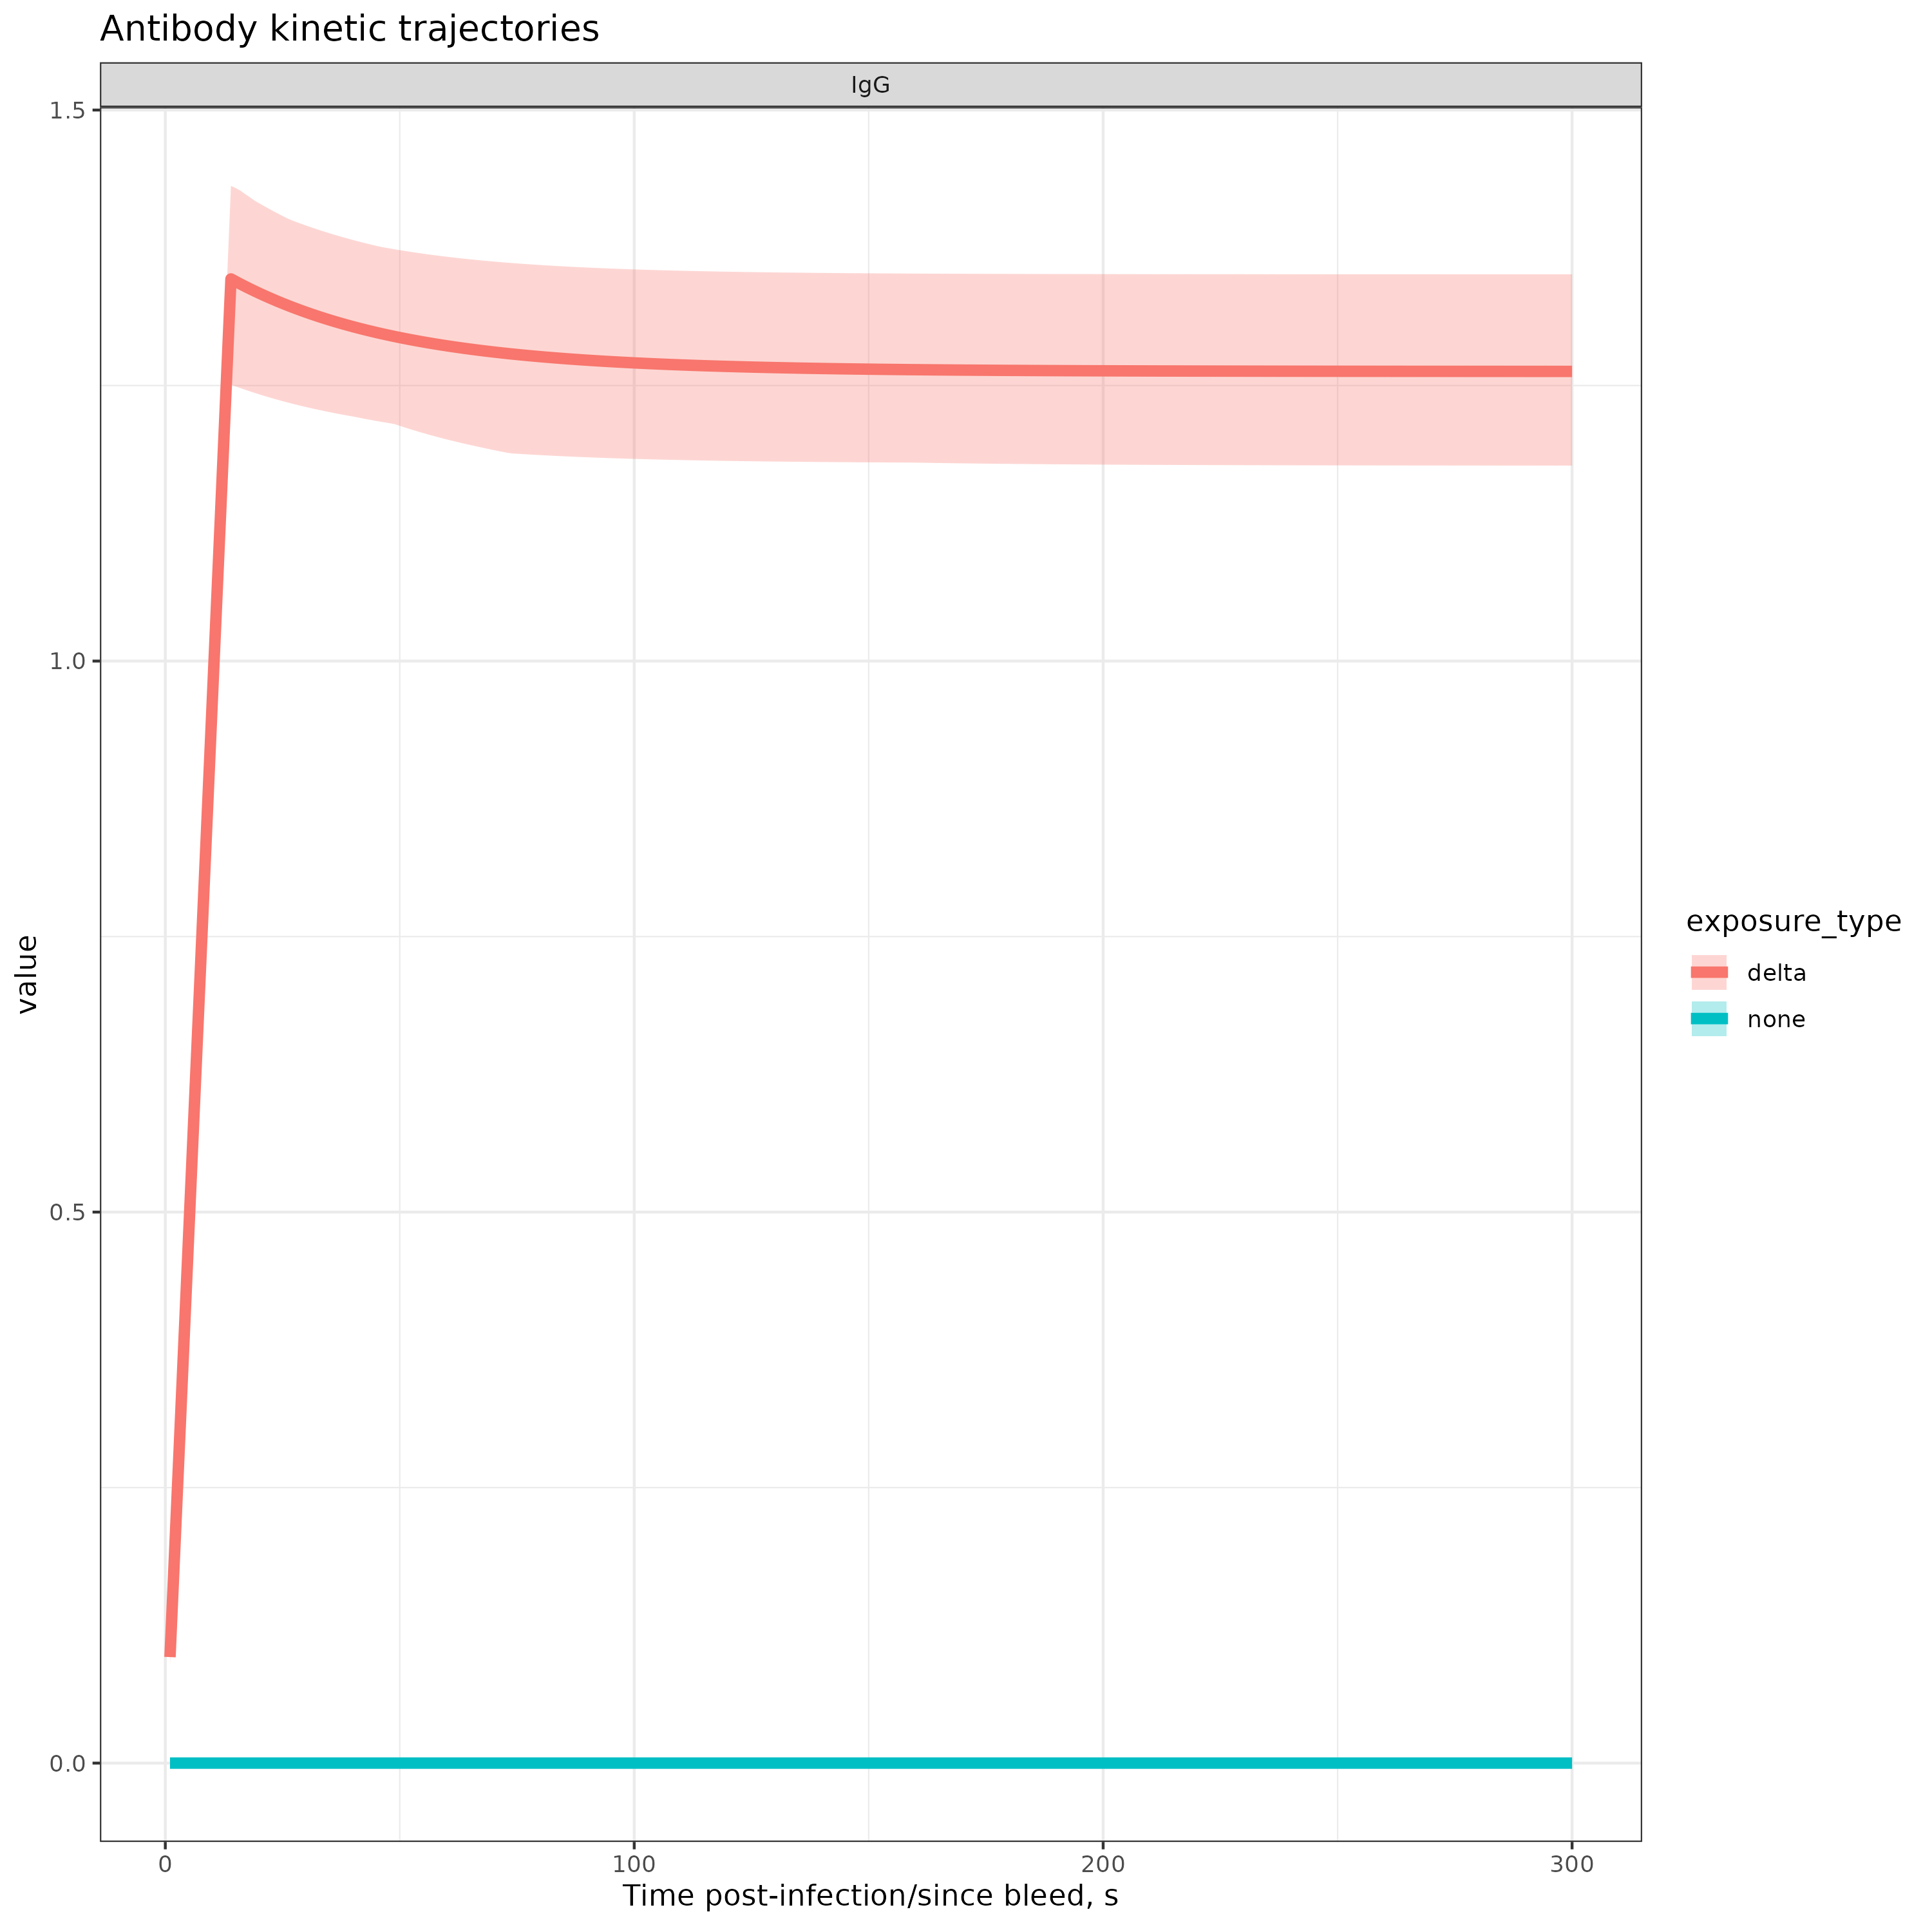 Antibody kinetic trajectories
IgG
1.5
1.0
0.5
0.0
value
0 100 200 300
Time post-infection/since bleed, s
exposure_type
delta
none